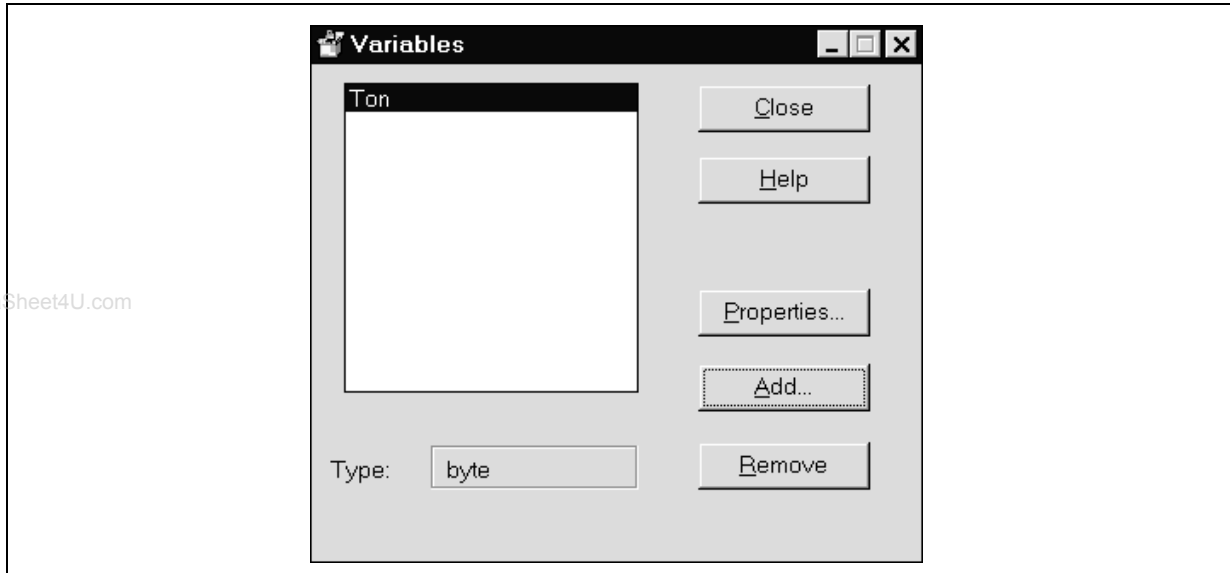 Variables
Ton
Close
Help
Sheet4U.com
Properties...
Add...
Type:
byte
Remove